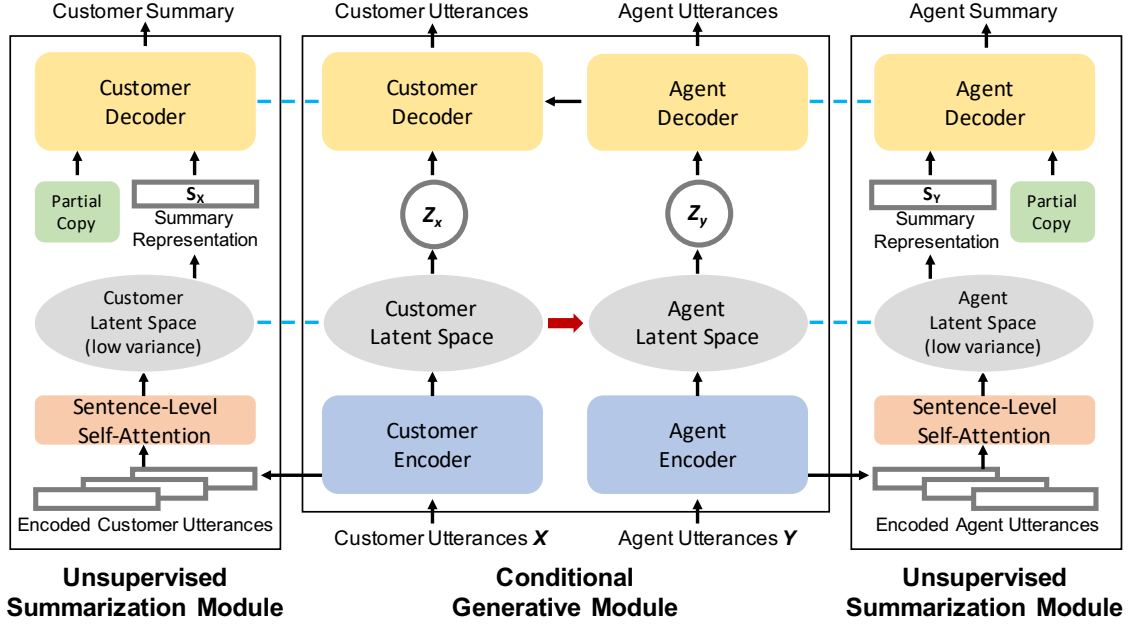 Customer Summary
Customer
Decoder
Partial
Copy
S_X
Summary
Representation
Customer
Latent Space
(low variance)
Sentence-Level
Self-Attention
Encoded Customer Utterances
Unsupervised
Summarization Module
Customer Utterances
Agent Utterances
Customer
Decoder
Agent
Decoder
Z_x
Z_y
Customer
Latent Space
Agent
Latent Space
Customer
Encoder
Agent
Encoder
Customer Utterances X
Agent Utterances Y
Conditional
Generative Module
Agent Summary
Agent
Decoder
S_Y
Summary
Representation
Partial
Copy
Agent
Latent Space
(low variance)
Sentence-Level
Self-Attention
Encoded Agent Utterances
Unsupervised
Summarization Module